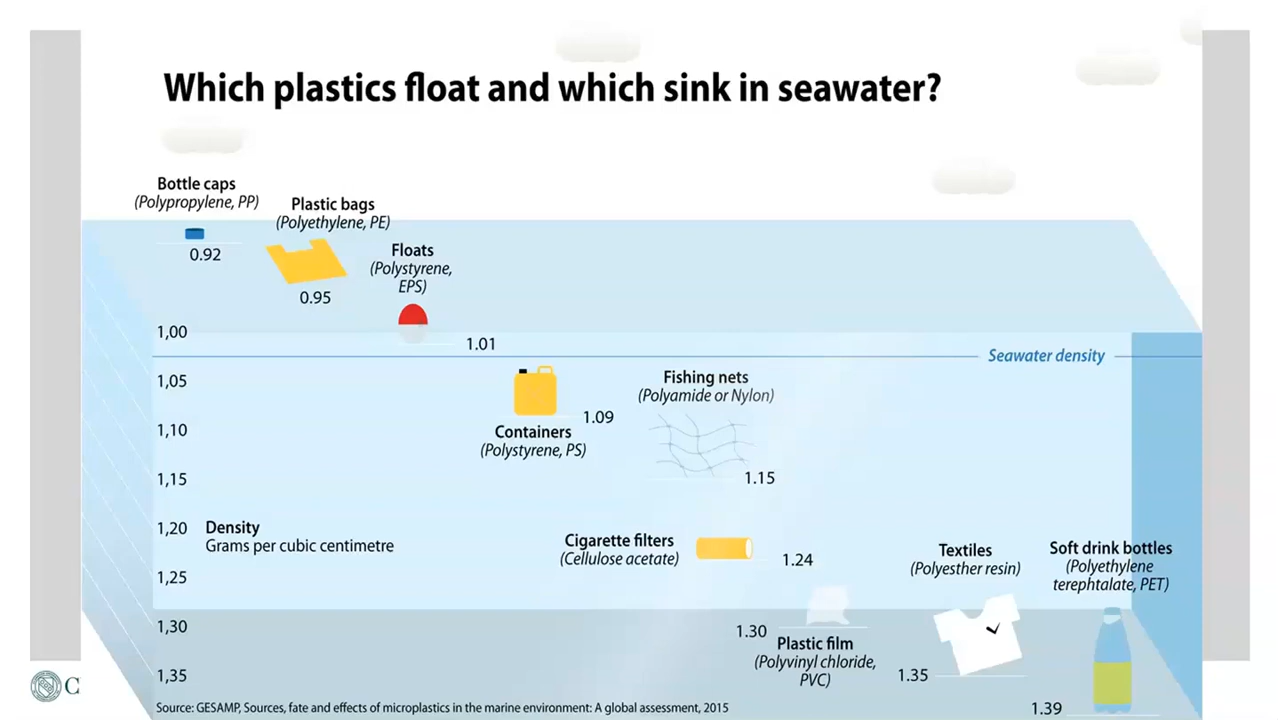 Which plastics float and which sink in seawater?
Bottle caps
(Polypropylene, PP)
0.92
Plastic bags
(Polyethylene, PE)
0.95
Floats
(Polystyrene,
EPS)
1.01
1,00
Seawater density
1,05
1,10
1,15
1,20
1,25
1,30
1,35
Containers
(Polystyrene, PS)
1.09
Fishing nets
(Polyamide or Nylon)
1.15
Density
Grams per cubic centimetre
Cigarette filters
(Cellulose acetate)
1.24
Plastic film
(Polyvinyl chloride,
PVC)
1.30
Textiles
(Polyesther resin)
1.35
Soft drink bottles
(Polyethylene
terephtalate, PET)
1.39
C
Source: GESAMP, Sources, fate and effects of microplastics in the marine environment: A global assessment, 2015